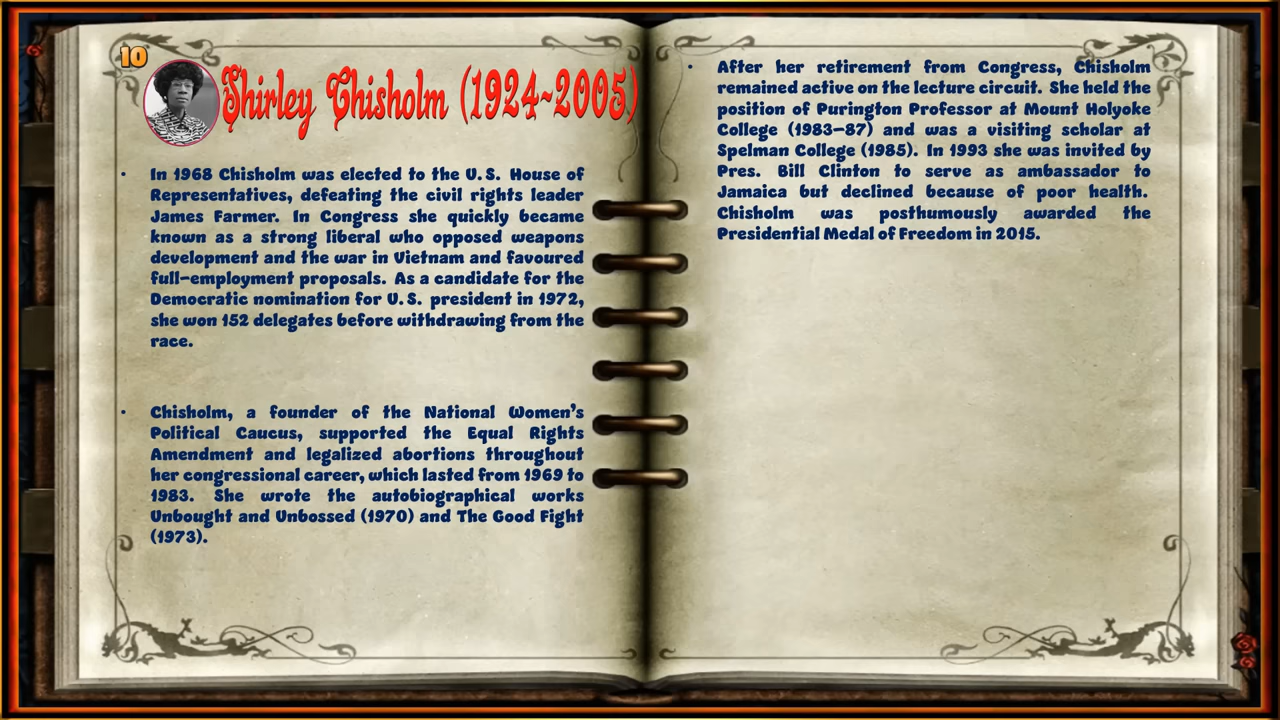 10
Shirley Chisholm (1924-2005)
In 1968 Chisholm was elected to the U.S. House of
Representatives, defeating the civil rights leader
James Farmer. In Congress she quickly became
known as a strong liberal who opposed weapons
development and the war in Vietnam and favoured
full-employment proposals. As a candidate for the
Democratic nomination for U.S. president in 1972,
she won 152 delegates before withdrawing from the
race.
Chisholm, a founder of the National Women's
Political Caucus, supported the Equal Rights
Amendment and legalized abortions throughout
her congressional career, which lasted from 1969 to
1983. She wrote the autobiographical works
Unbought and Unbossed (1970) and The Good Fight
(1973).
After her retirement from Congress, Chisholm
remained active on the lecture circuit. She held the
position of Purington Professor at Mount Holyoke
College (1983–87) and was a visiting scholar at
Spelman College (1985). In 1993 she was invited by
Pres. Bill Clinton to serve as ambassador to
Jamaica but declined because of poor health.
Chisholm was posthumously awarded the
Presidential Medal of Freedom in 2015.